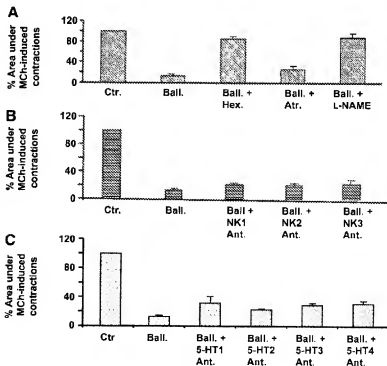 A
% Area under
MCh-induced
contractions
120
80
40
0
Ctr.
Ball.
Ball. +
Hex.
Ball. +
Atr.
Ball. +
L-NAME
B
% Area under
MCh-induced
contractions
120
80
40
0
Ctr.
Ball.
Ball. +
NK1
Ant.
Ball. +
NK2
Ant.
Ball. +
NK3
Ant.
C
% Area under
MCh-induced
contractions
120
80
40
0
Ctr
Ball.
Ball. +
5-HT1
Ant.
Ball. +
5-HT2
Ant.
Ball. +
5-HT3
Ant.
Ball. +
5-HT4
Ant.